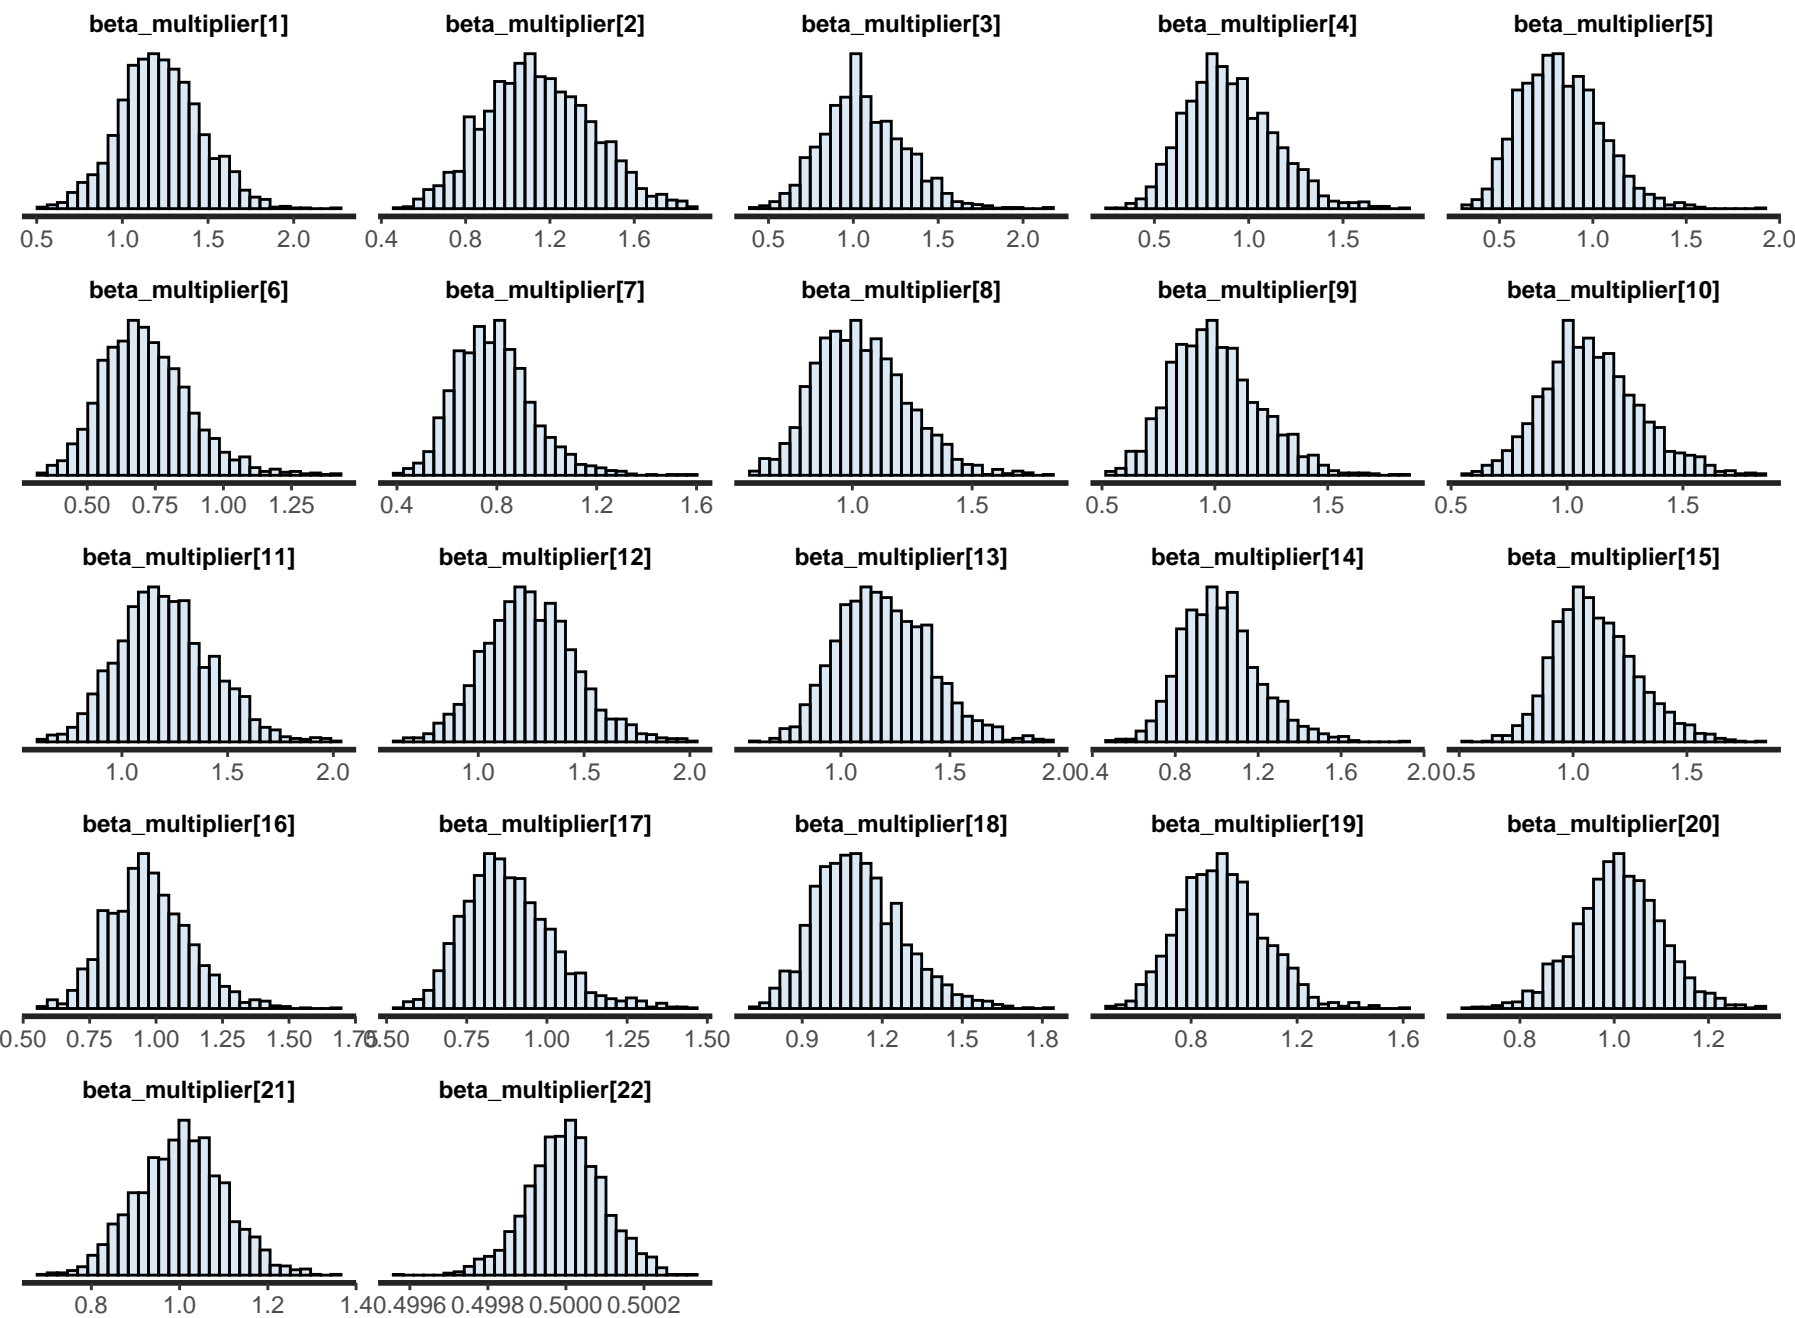 beta_multiplier[1] beta_multiplier[2] beta_multiplier[3] beta_multiplier[4] beta_multiplier[5]
0.5 1.0 1.5 2.0 0.4 0.8 1.2 1.6 0.5 1.0 1.5 2.0 0.5 1.0 1.5 0.5 1.0 1.5 2.0
beta_multiplier[6] beta_multiplier[7] beta_multiplier[8] beta_multiplier[9] beta_multiplier[10]
0.50 0.75 1.00 1.25 0.4 0.8 1.2 1.6 1.0 1.5 0.5 1.0 1.5 0.5 1.0 1.5
beta_multiplier[11] beta_multiplier[12] beta_multiplier[13] beta_multiplier[14] beta_multiplier[15]
1.0 1.5 2.0 1.0 1.5 2.0 1.0 1.5 2.0 0.4 0.8 1.2 1.6 2.0 0.5 1.0 1.5
beta_multiplier[16] beta_multiplier[17] beta_multiplier[18] beta_multiplier[19] beta_multiplier[20]
0.50 0.75 1.00 1.25 1.50 1.75 0.50 0.75 1.00 1.25 1.50 0.9 1.2 1.5 1.8 0.8 1.2 1.6 0.8 1.0 1.2
beta_multiplier[21] beta_multiplier[22]
0.8 1.0 1.2 1.4 0.4996 0.4998 0.5000 0.5002